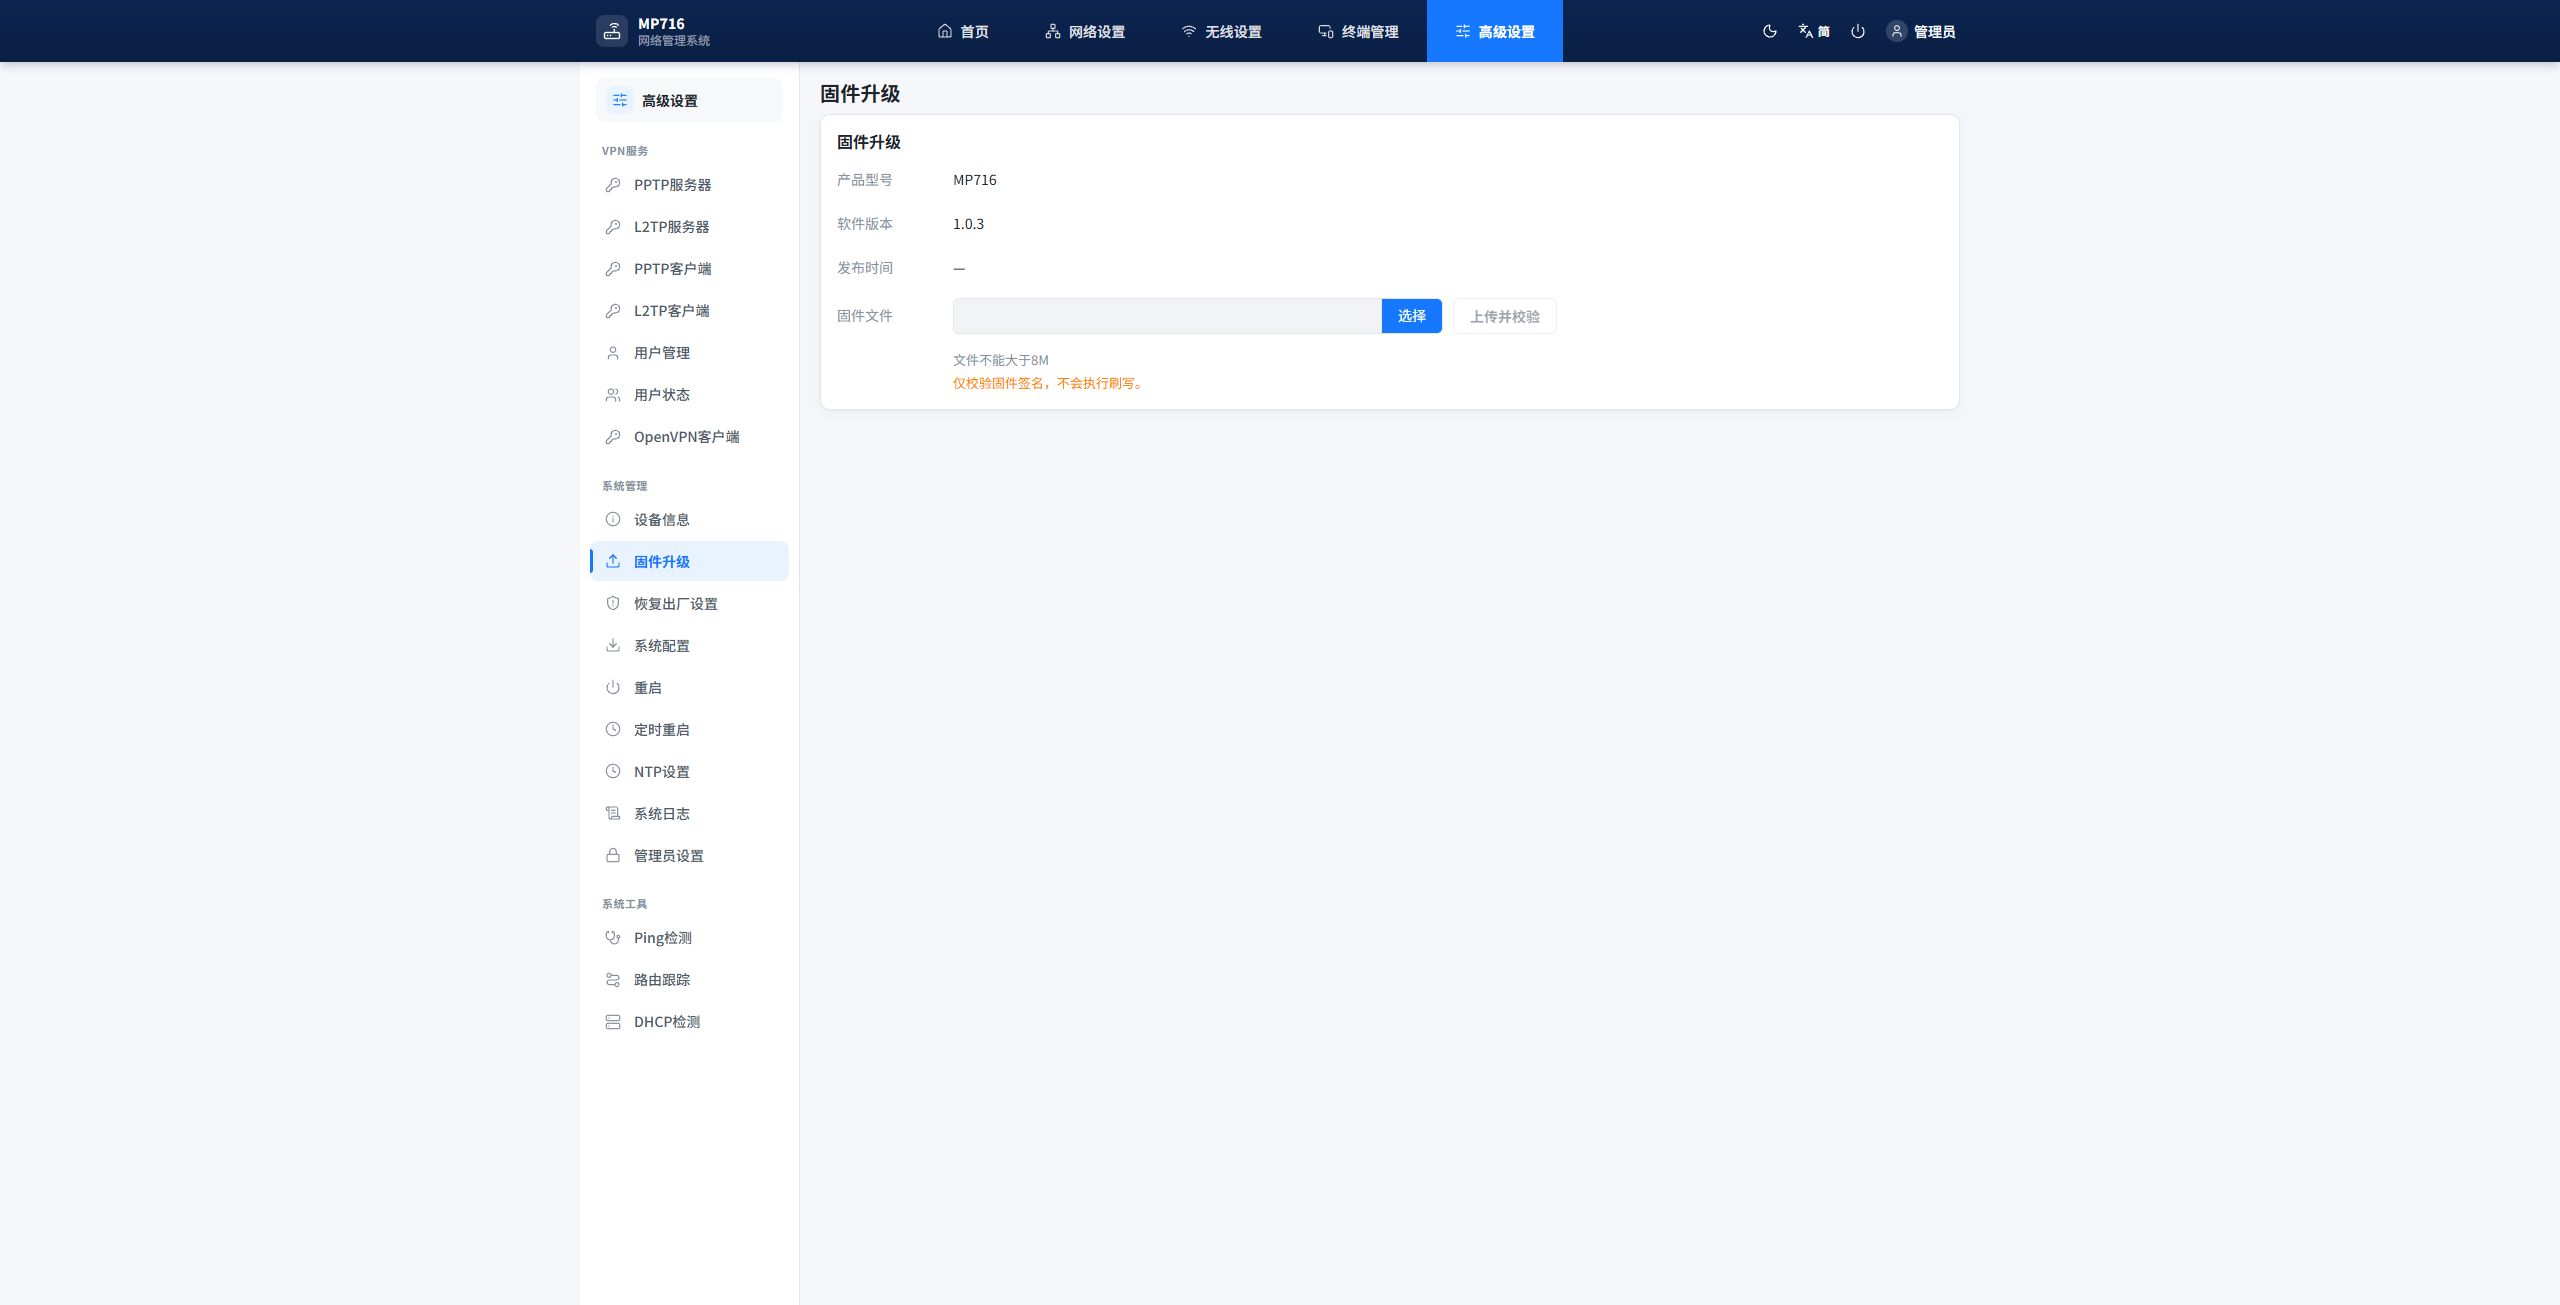 MP716
网络管理系统
首页
网络设置
无线设置
终端管理
高级设置
简
管理员
高级设置
VPN服务
PPTP服务器
L2TP服务器
PPTP客户端
L2TP客户端
用户管理
用户状态
OpenVPN客户端
系统管理
设备信息
固件升级
恢复出厂设置
系统配置
重启
定时重启
NTP设置
系统日志
管理员设置
系统工具
Ping检测
路由跟踪
DHCP检测
固件升级
固件升级
产品型号 MP716
软件版本 1.0.3
发布时间 —
固件文件 选择 上传并校验
文件不能大于8M
仅校验固件签名，不会执行刷写。